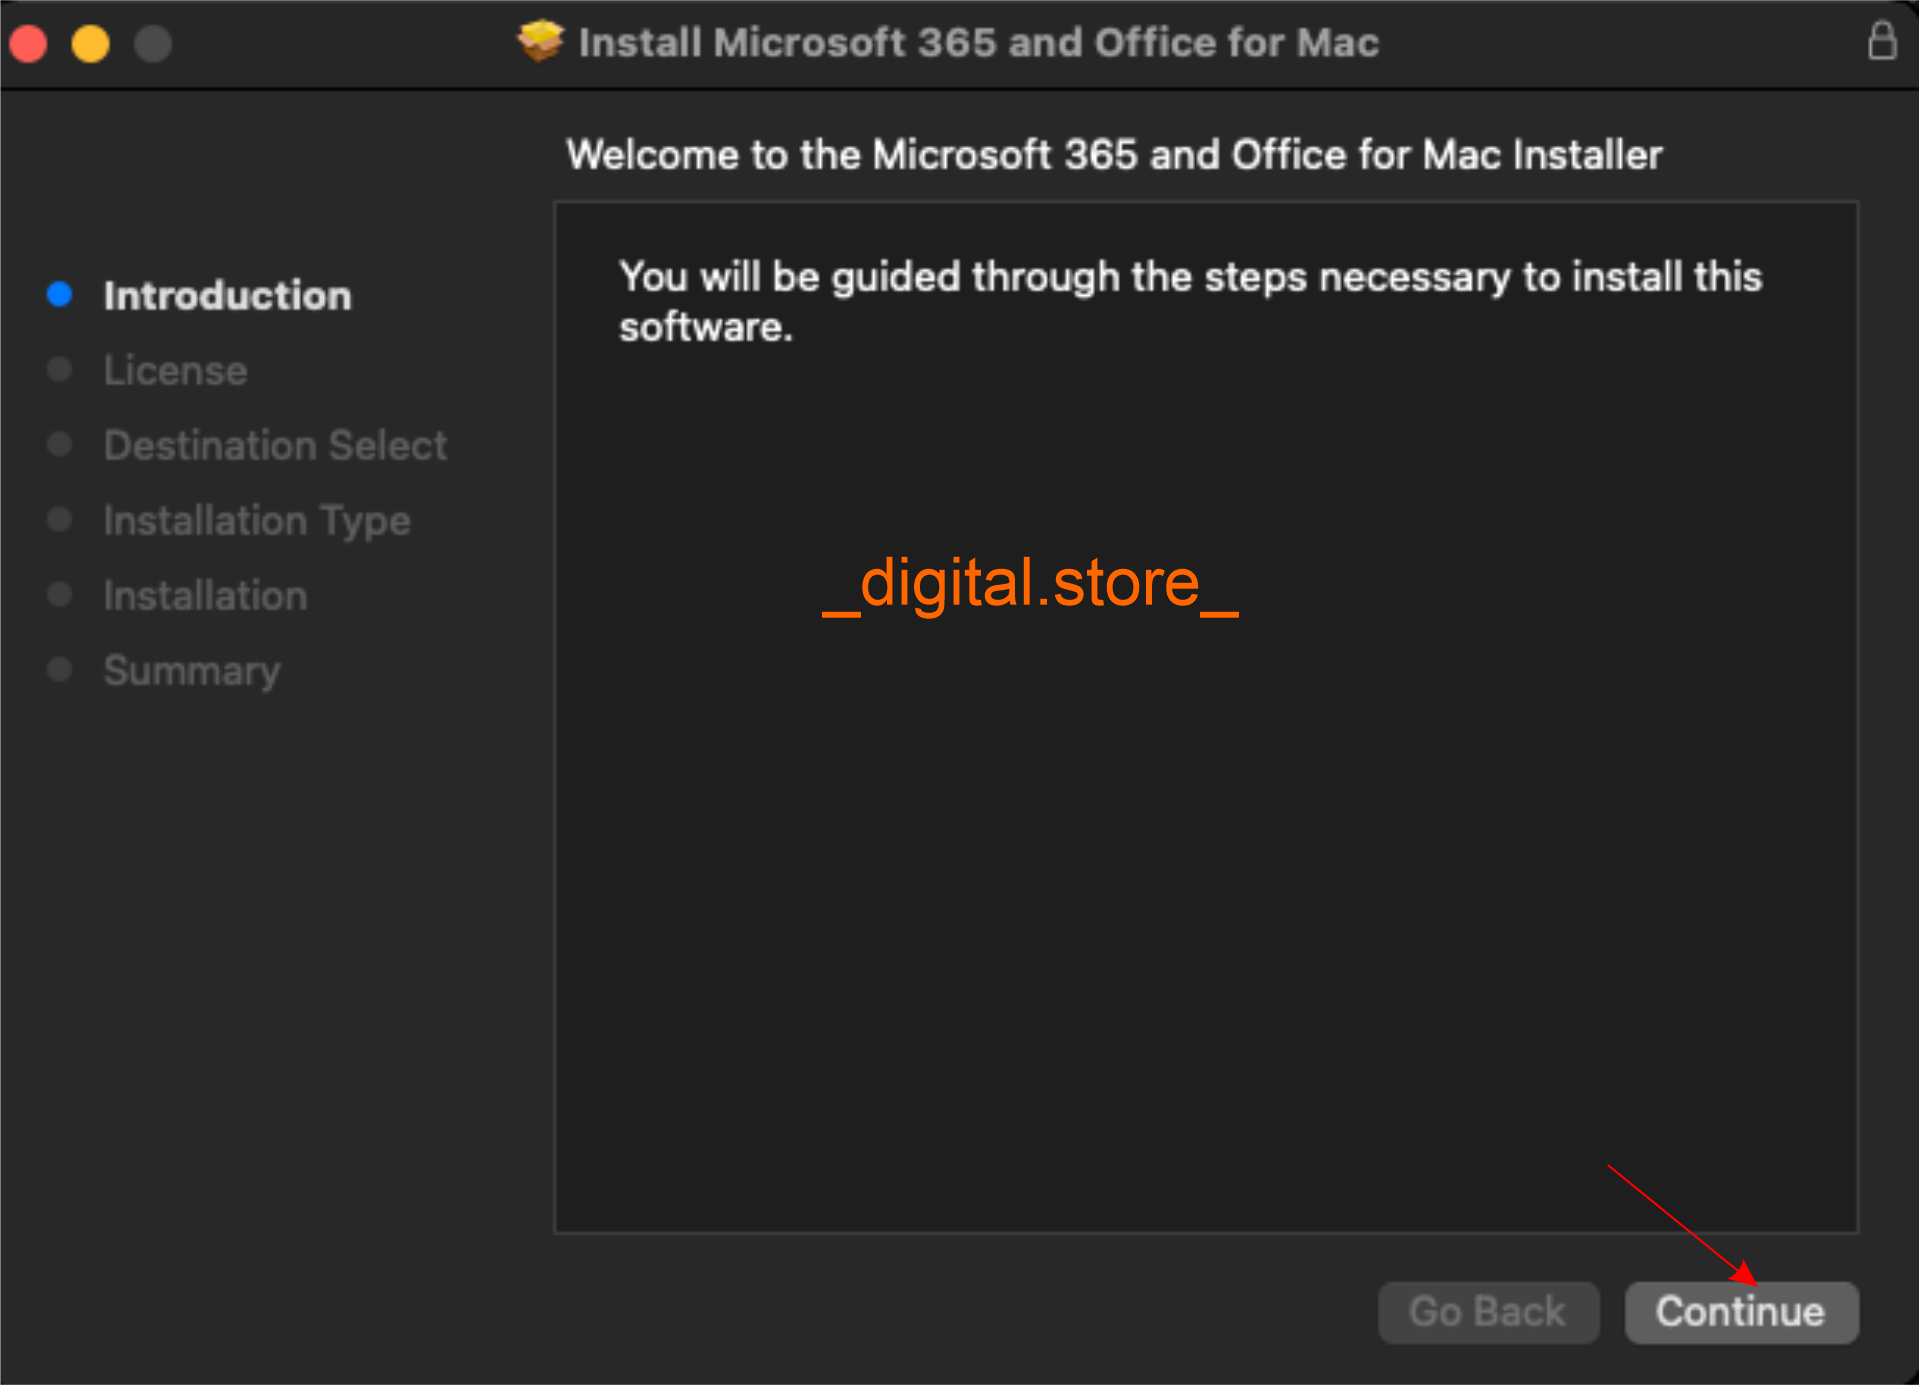 Install Microsoft 365 and Office for Mac
Welcome to the Microsoft 365 and Office for Mac Installer
Introduction
License
Destination Select
Installation Type
Installation
Summary
You will be guided through the steps necessary to install this
software.
_digital.store_
Go Back
Continue